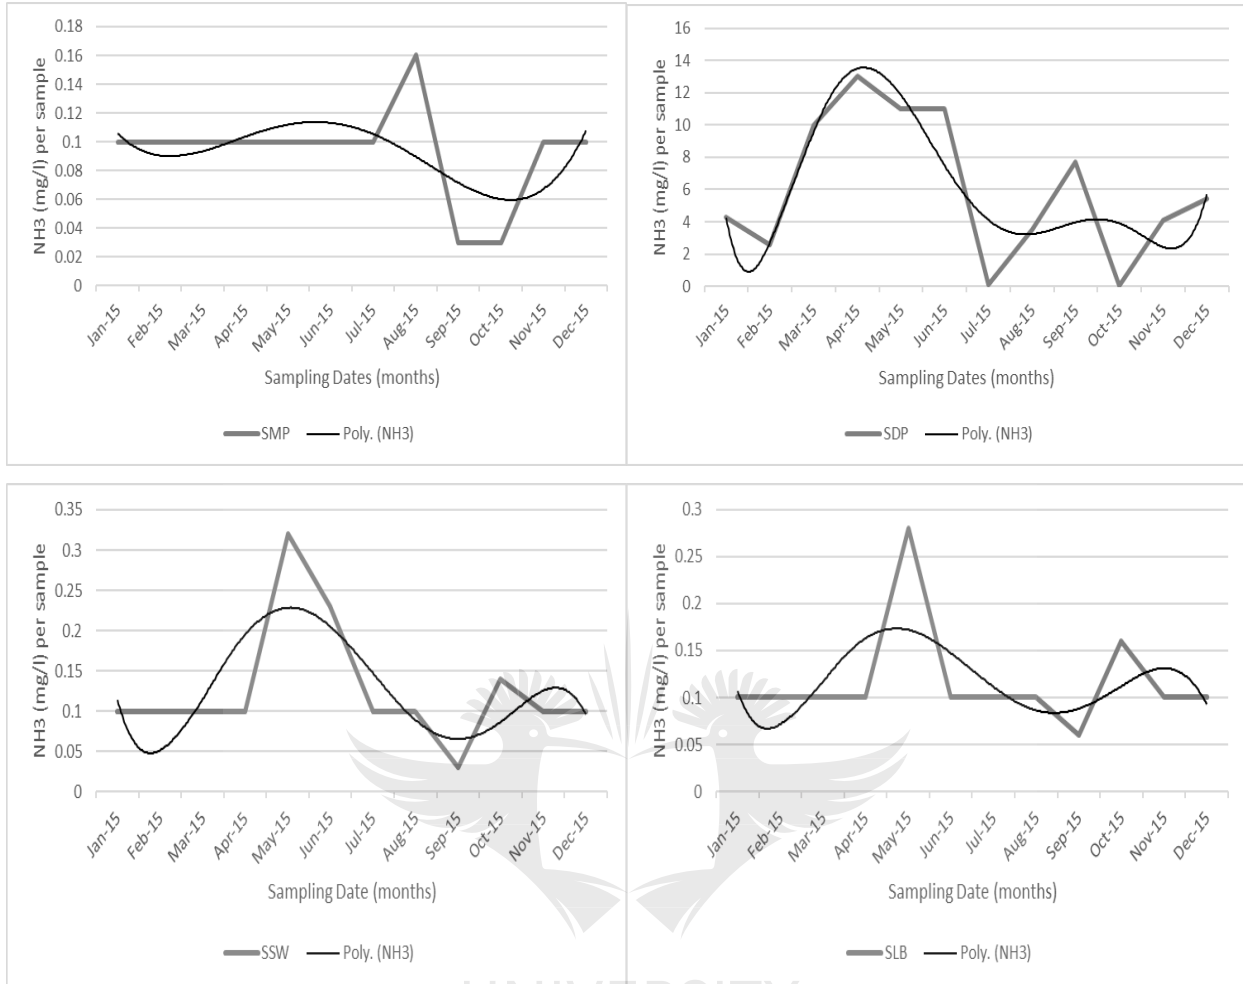 0.18
0.16
0.14
0.12
0.1
0.08
0.06
0.04
0.02
0
NH3 (mg/l) per sample
Jan-15 Feb-15 Mar-15 Apr-15 May-15 Jun-15 Jul-15 Aug-15 Sep-15 Oct-15 Nov-15 Dec-15
Sampling Dates (months)
SMP Poly. (NH3)
16
14
12
10
8
6
4
2
0
NH3 (mg/l) per sample
Jan-15 Feb-15 Mar-15 Apr-15 May-15 Jun-15 Jul-15 Aug-15 Sep-15 Oct-15 Nov-15 Dec-15
Sampling Dates (months)
SDP Poly. (NH3)
0.35
0.3
0.25
0.2
0.15
0.1
0.05
0
NH3 (mg/l) per sample
Jan-15 Feb-15 Mar-15 Apr-15 May-15 Jun-15 Jul-15 Aug-15 Sep-15 Oct-15 Nov-15 Dec-15
Sampling Date (months)
SSW Poly. (NH3)
0.3
0.25
0.2
0.15
0.1
0.05
0
NH3 (mg/l) per sample
Jan-15 Feb-15 Mar-15 Apr-15 May-15 Jun-15 Jul-15 Aug-15 Sep-15 Oct-15 Nov-15 Dec-15
Sampling Date (months)
SLB Poly. (NH3)
UNIVERSITY